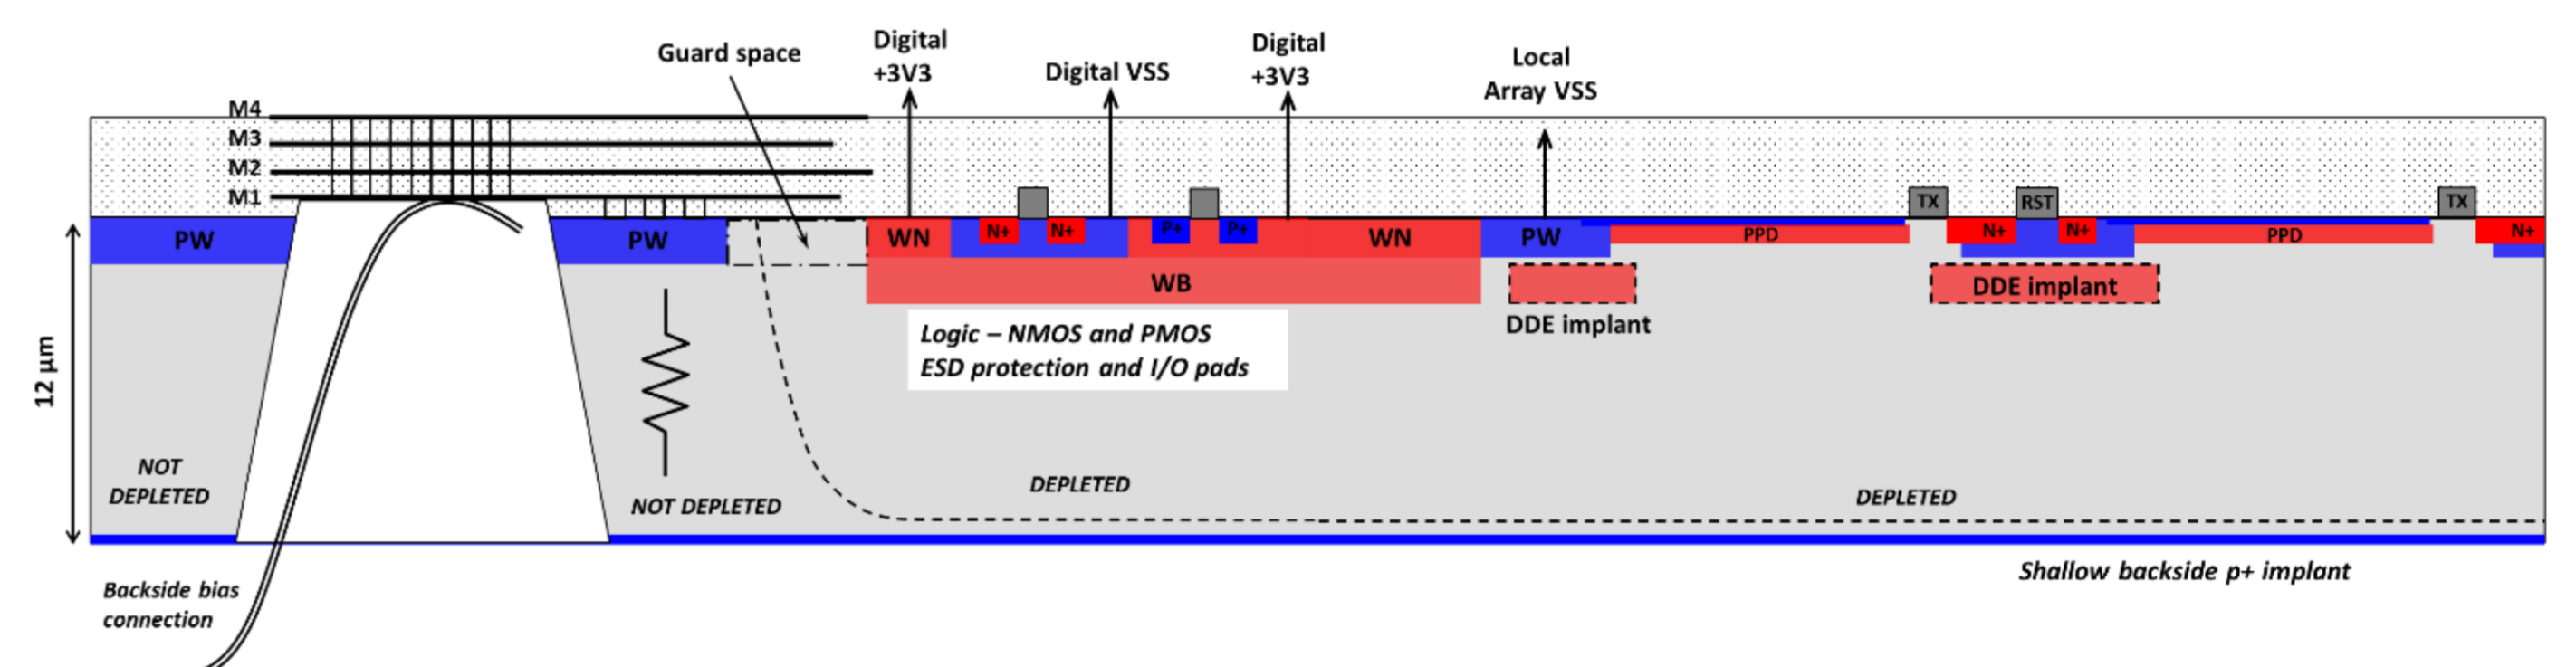 Guard space
Digital
+3V3
Digital VSS
Digital
+3V3
Local
Array VSS
M4
M3
M2
M1
TX
RST
TX
PW
PW
WN
N+
N+
P+
P+
WN
PW
PPD
N+
N+
PPD
N+
WB
DDE implant
DDE implant
Logic – NMOS and PMOS
ESD protection and I/O pads
12 µm
NOT
DEPLETED
NOT DEPLETED
DEPLETED
DEPLETED
Shallow backside p+ implant
Backside bias
connection